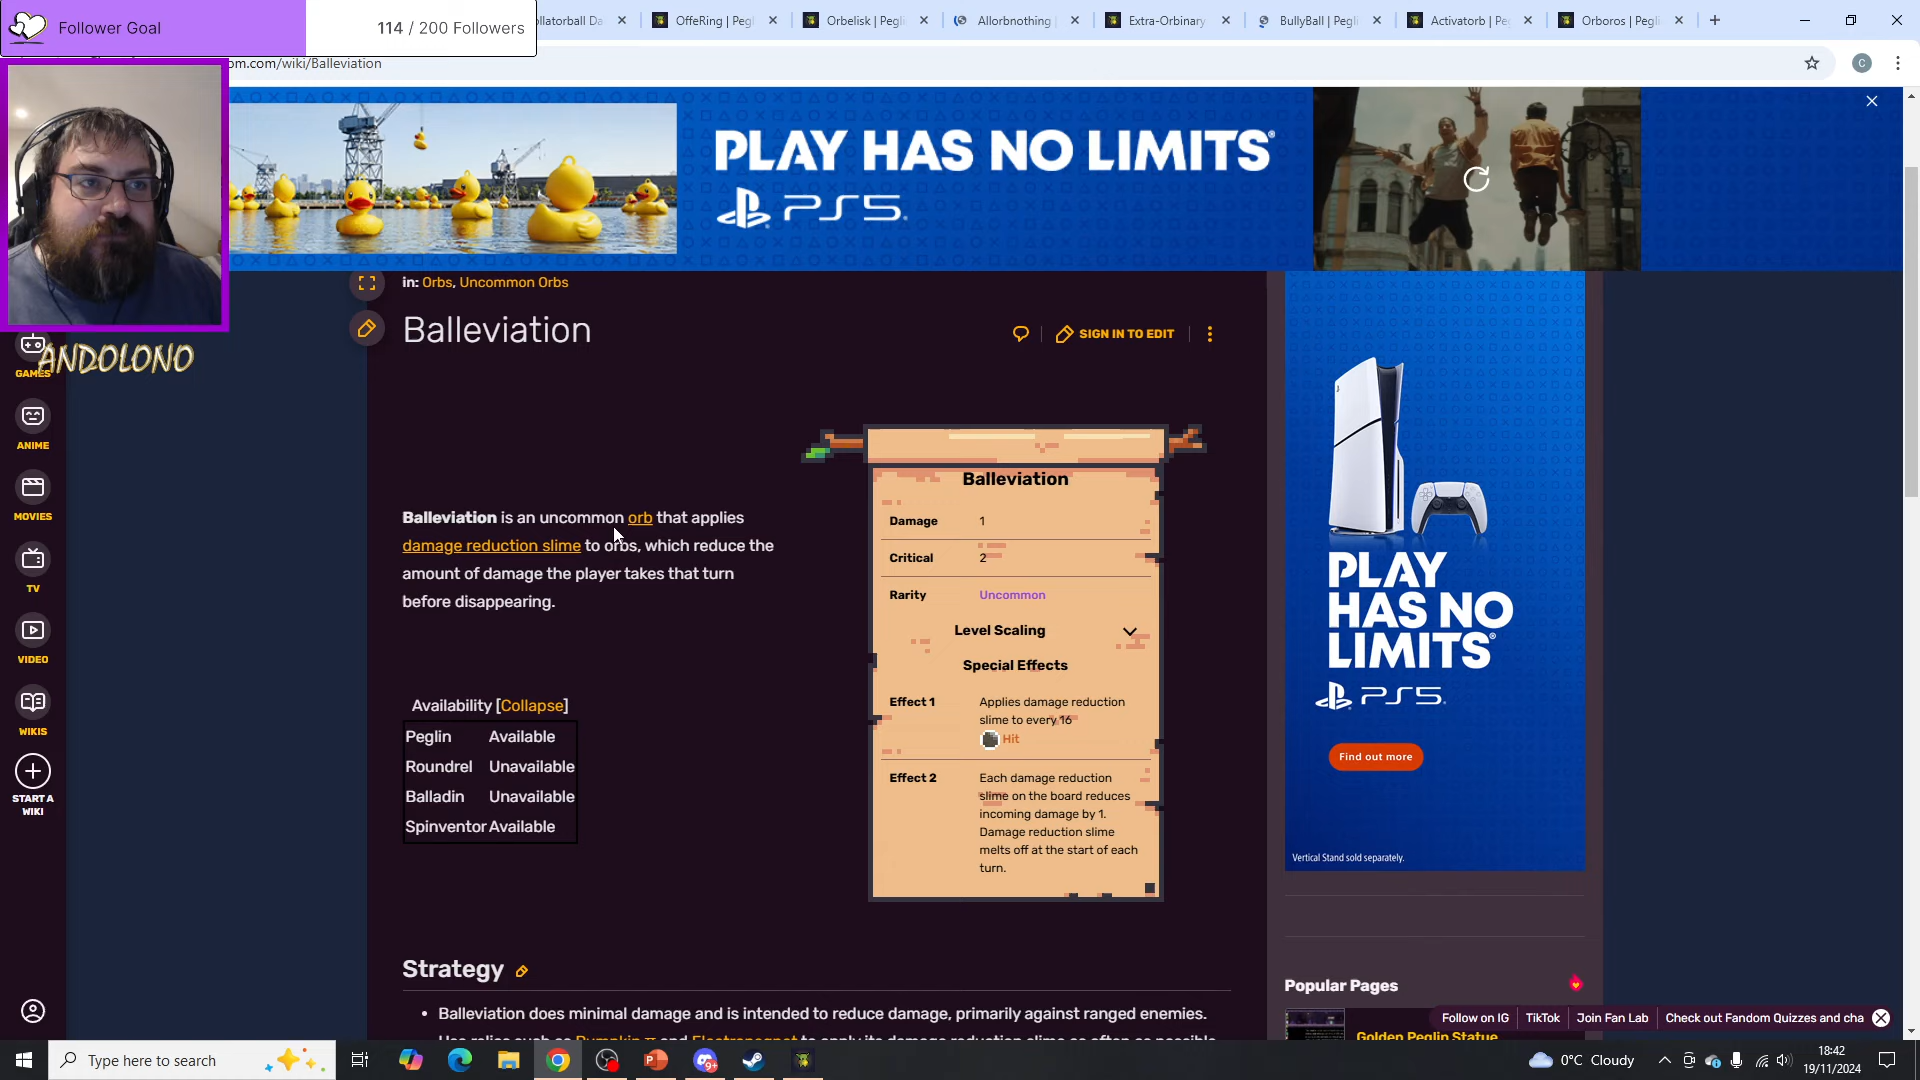 Follower Goal
114 / 200 Followers
ollatorball Da
OffeRing | Pegl
Orbelisk | Pegli
Allorbnothing
Extra-Orbinary
BullyBall | Pegli
Activatorb | Pe
Orboros | Pegli
om.com/wiki/Balleviation
C
PLAY HAS NO LIMITS
PS5
in: Orbs, Uncommon Orbs
Balleviation
SIGN IN TO EDIT
ANDOLONO
GAMES
ANIME
MOVIES
TV
VIDEO
WIKIS
START A
WIKI
Balleviation is an uncommon orb that applies
damage reduction slime to orbs, which reduce the
amount of damage the player takes that turn
before disappearing.
Availability [Collapse]
Peglin Available
Roundrel Unavailable
Balladin Unavailable
Spinventor Available
Balleviation
Damage 1
Critical 2
Rarity Uncommon
Level Scaling
Special Effects
Effect 1 Applies damage reduction
slime to every 16
Hit
Effect 2 Each damage reduction
slime on the board reduces
incoming damage by 1.
Damage reduction slime
melts off at the start of each
turn.
Strategy
• Balleviation does minimal damage and is intended to reduce damage, primarily against ranged enemies.
PLAY
HAS NO
LIMITS
PS5
Find out more
Vertical Stand sold separately.
Popular Pages
Golden Peglin Statue
Follow on IG
TikTok
Join Fan Lab
Check out Fandom Quizzes and cha
Type here to search
9+
0°C Cloudy
18:42
19/11/2024